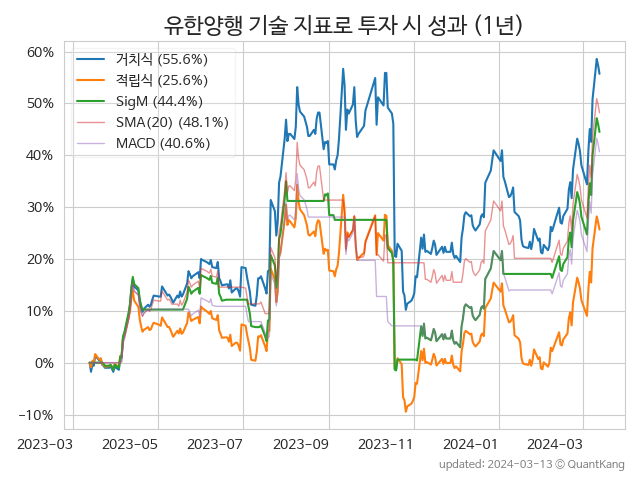 유한양행 기술 지표로 투자 시 성과 (1년)
60%
50%
40%
30%
20%
10%
0%
−10%
거치식 (55.6%)
적립식 (25.6%)
SigM (44.4%)
SMA(20) (48.1%)
MACD (40.6%)
2023-03
2023-05
2023-07
2023-09
2023-11
2024-01
2024-03
updated: 2024-03-13 ⓒ QuantKang